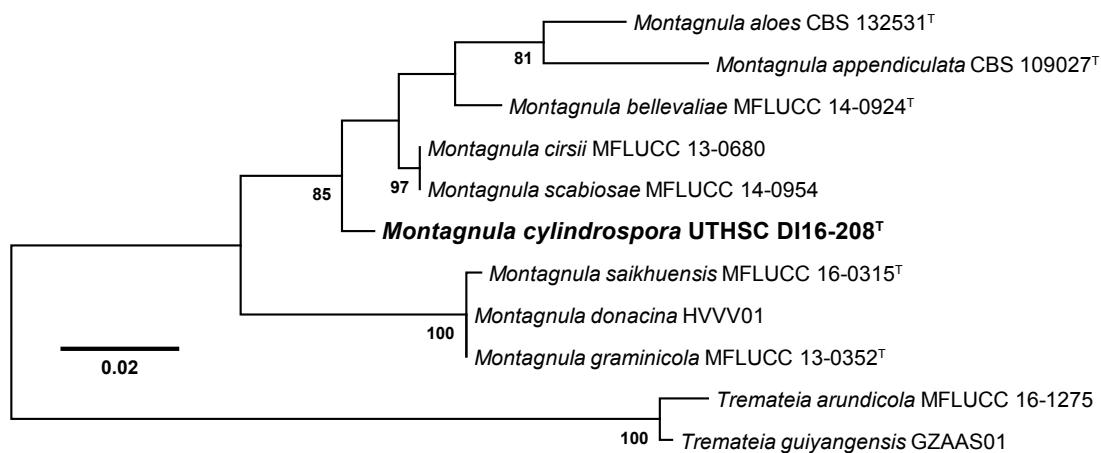 Montagnula aloes CBS 132531ᵀ
81
Montagnula appendiculata CBS 109027ᵀ
Montagnula bellevaliae MFLUCC 14-0924ᵀ
Montagnula cirsii MFLUCC 13-0680
97
Montagnula scabiosae MFLUCC 14-0954
85
Montagnula cylindrospora UTHSC DI16-208ᵀ
Montagnula saikhuensis MFLUCC 16-0315ᵀ
Montagnula donacina HVVV01
100
Montagnula graminicola MFLUCC 13-0352ᵀ
0.02
Tremateia arundicola MFLUCC 16-1275
100
Tremateia guiyangensis GZAAS01